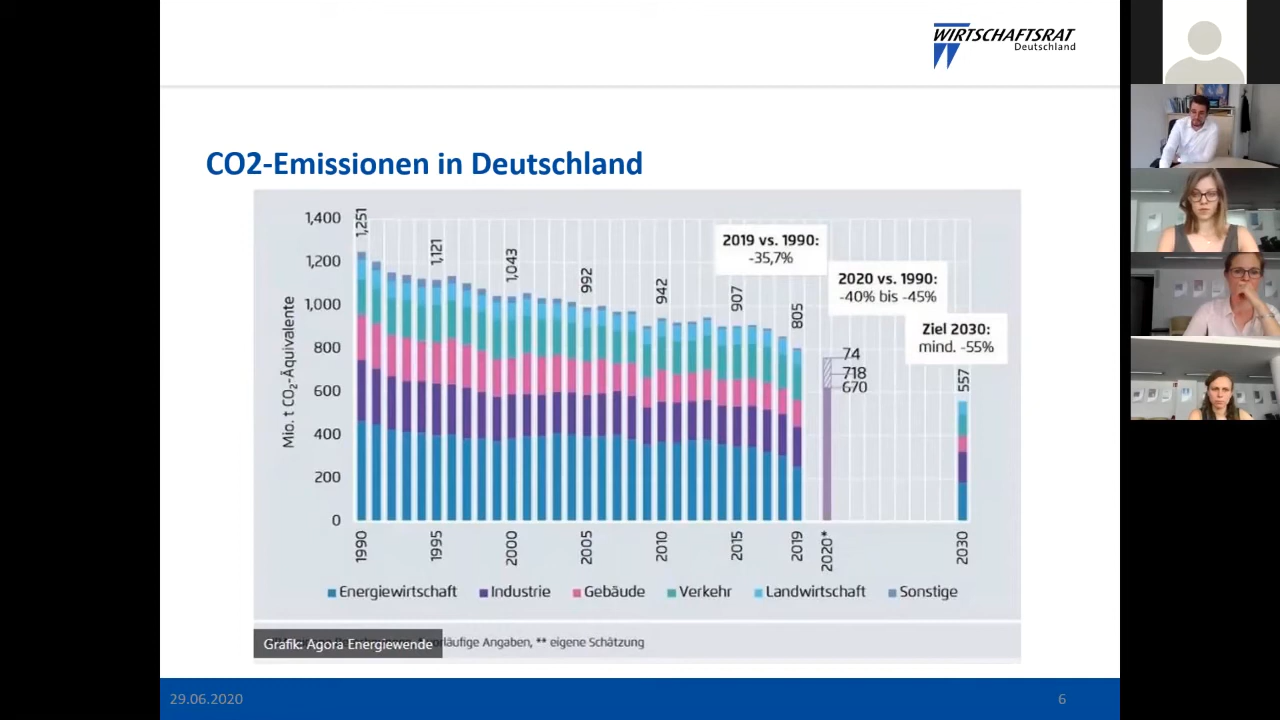 WIRTSCHAFTSRAT
Deutschland
CO2-Emissionen in Deutschland
Mio. t CO₂-Äquivalente
1,400
1,200
1,000
800
600
400
200
0
1,251
1,121
1,043
992
942
907
805
74
718
670
557
2019 vs. 1990:
-35,7%
2020 vs. 1990:
-40% bis -45%
Ziel 2030:
mind. -55%
1990
1995
2000
2005
2010
2015
2019
2020*
2030
Energiewirtschaft Industrie Gebäude Verkehr Landwirtschaft Sonstige
Grafik: Agora Energiewende
Angaben, ** eigene Schätzung
29.06.2020
6